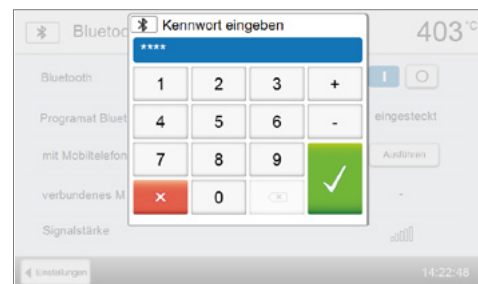 Bluetoo
Kennwort eingeben
403°C
****
Bluetooth
1 2 3 +
I O
Programat Bluet
4 5 6 -
eingesteckt
mit Mobiltelefon
7 8 9
Ausführen
verbundenes M
× 0
-
Signalstärke
Einstellungen
14:22:48